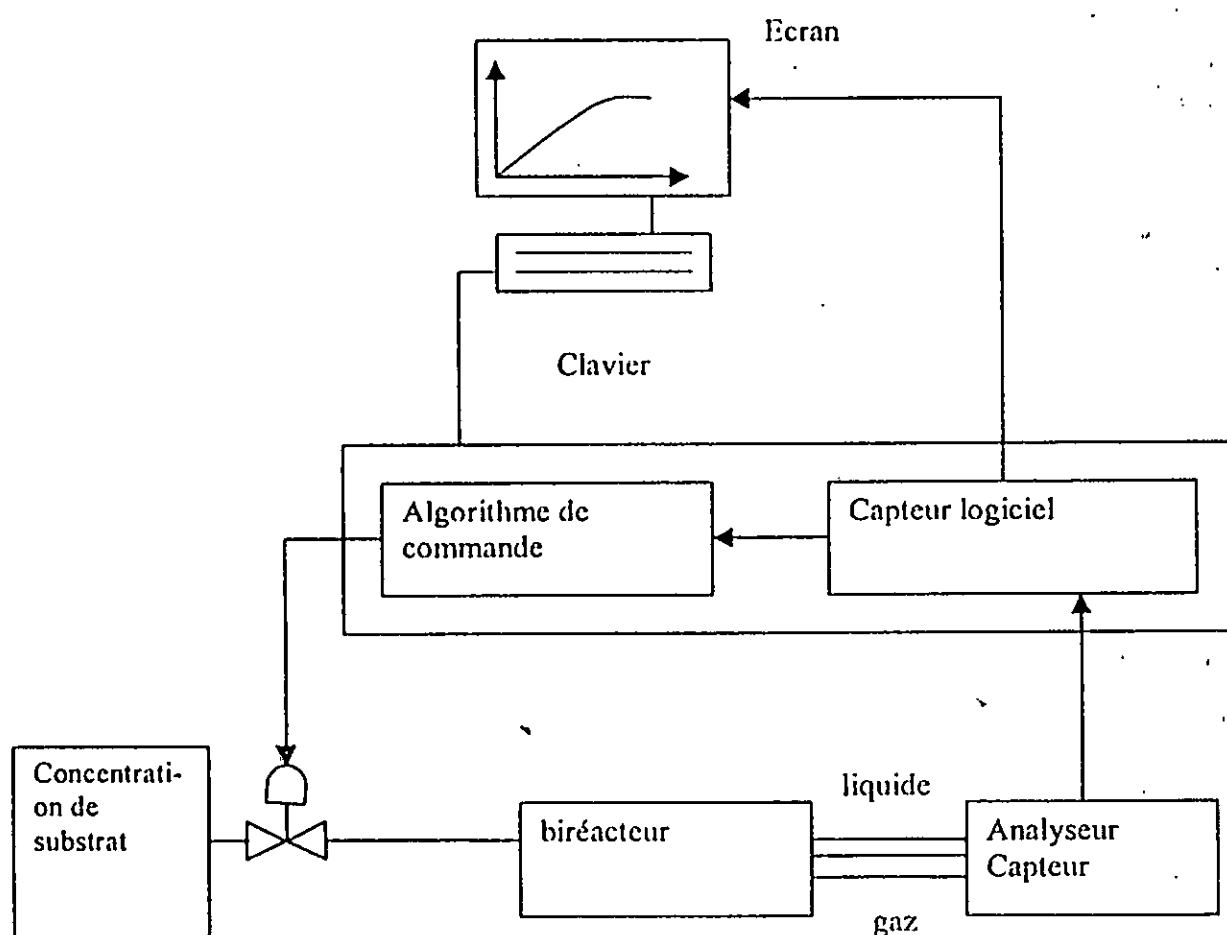 Ecran
Clavier
Algorithme de
commande
Capteur logiciel
Concentrati-
on de
substrat
biréacteur
liquide
gaz
Analyseur
Capteur